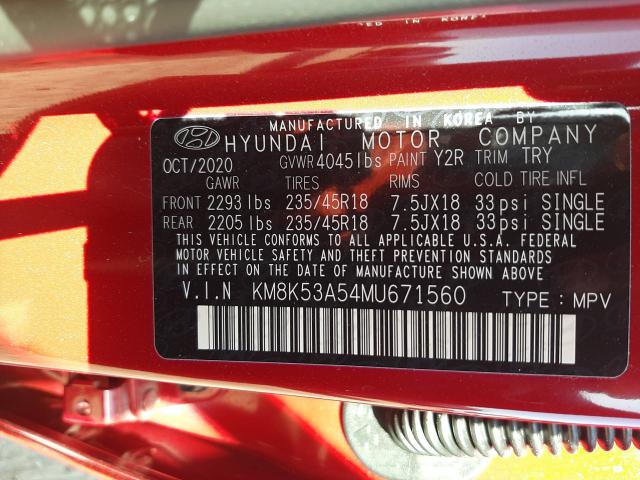 MANUFACTURED IN KOREA BY
HYUNDAI MOTOR COMPANY
OCT/2020 GVWR 4045lbs PAINT Y2R TRIM TRY
GAWR TIRES RIMS COLD TIRE INFL
FRONT 2293 lbs 235/45R18 7.5JX18 33psi SINGLE
REAR 2205 lbs 235/45R18 7.5JX18 33psi SINGLE
THIS VEHICLE CONFORMS TO ALL APPLICABLE U.S.A. FEDERAL
MOTOR VEHICLE SAFETY AND THEFT PREVENTION STANDARDS
IN EFFECT ON THE DATE OF MANUFACTURE SHOWN ABOVE.
V.I.N KM8K53A54MU671560 TYPE : MPV